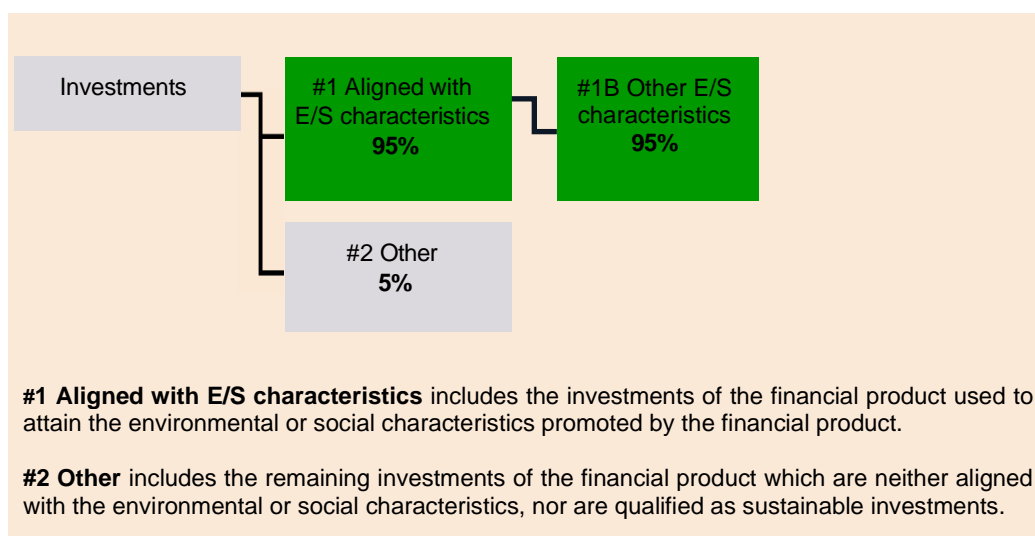 Investments
#1 Aligned with
E/S characteristics
95%
#1B Other E/S
characteristics
95%
#2 Other
5%
#1 Aligned with E/S characteristics includes the investments of the financial product used to
attain the environmental or social characteristics promoted by the financial product.
#2 Other includes the remaining investments of the financial product which are neither aligned
with the environmental or social characteristics, nor are qualified as sustainable investments.